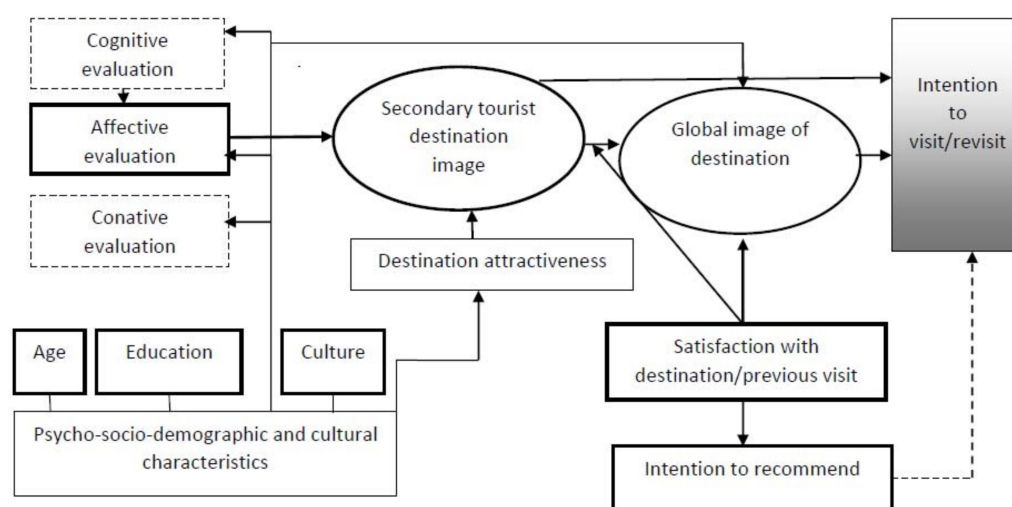 Cognitive
evaluation
Affective
evaluation
Conative
evaluation
Secondary tourist
destination
image
Global image of
destination
Intention
to
visit/revisit
Destination attractiveness
Age
Education
Culture
Psycho-socio-demographic and cultural
characteristics
Satisfaction with
destination/previous visit
Intention to recommend